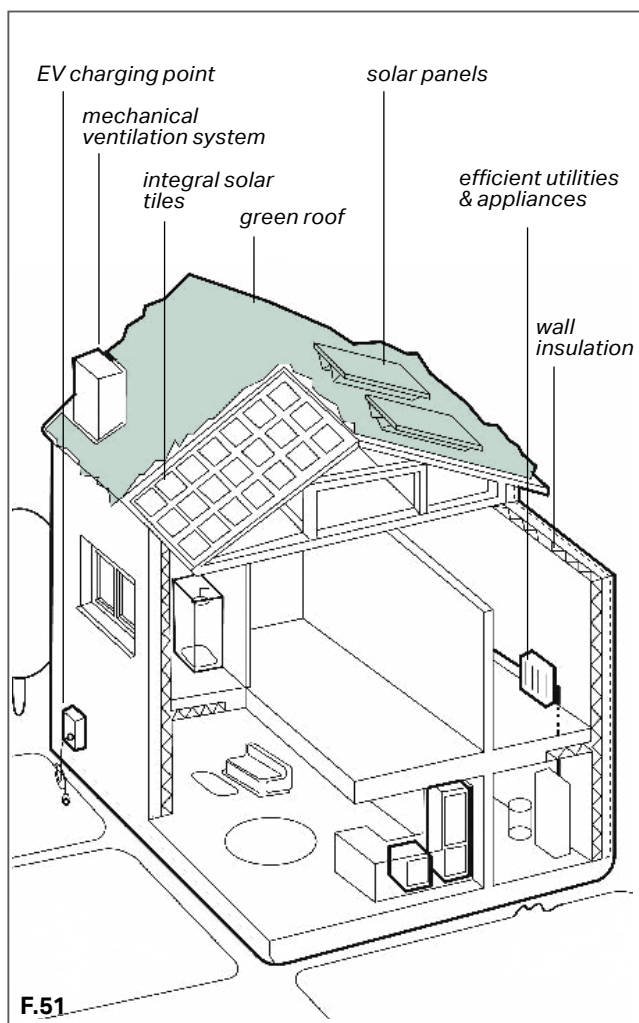 EV charging point
solar panels
mechanical
ventilation system
integral solar
tiles
efficient utilities
& appliances
green roof
wall
insulation
F.51